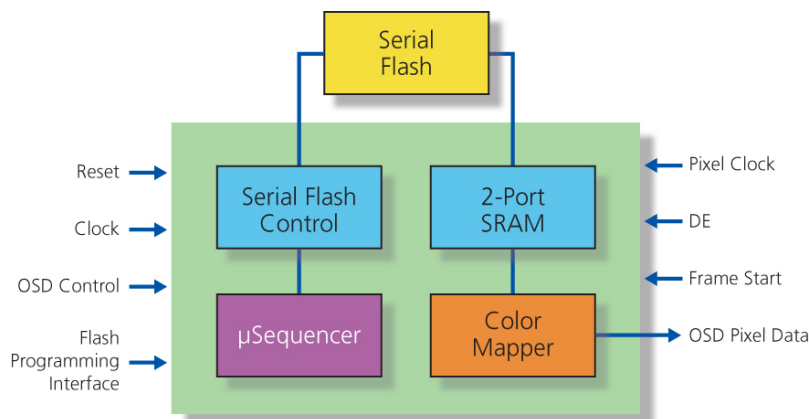 Serial
Flash
Reset
Clock
OSD Control
Flash
Programming
Interface
Serial Flash
Control
2-Port
SRAM
µSequencer
Color
Mapper
Pixel Clock
DE
Frame Start
OSD Pixel Data